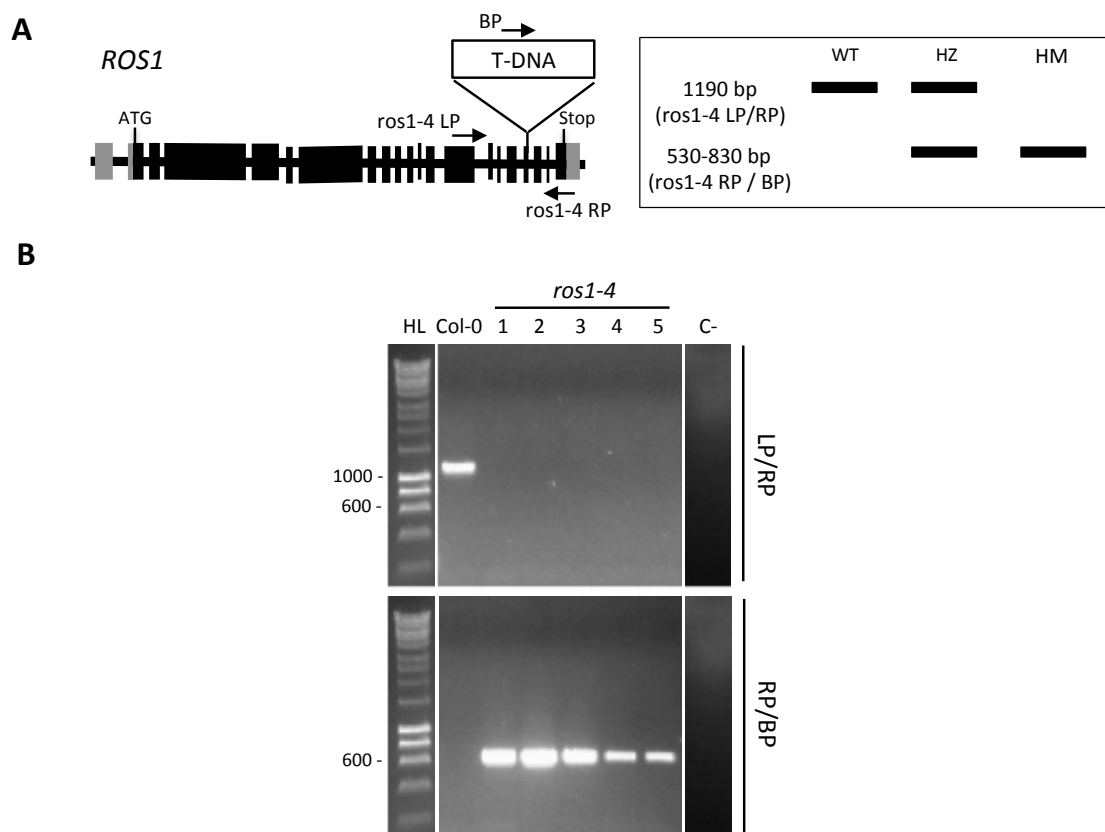 A
ROS1
BP
T-DNA
ATG
ros1-4 LP
Stop
ros1-4 RP
WT HZ HM
1190 bp
(ros1-4 LP/RP)
530-830 bp
(ros1-4 RP / BP)
B
ros1-4
HL Col-0 1 2 3 4 5 C-
1000 -
600 -
LP/RP
600 -
RP/BP